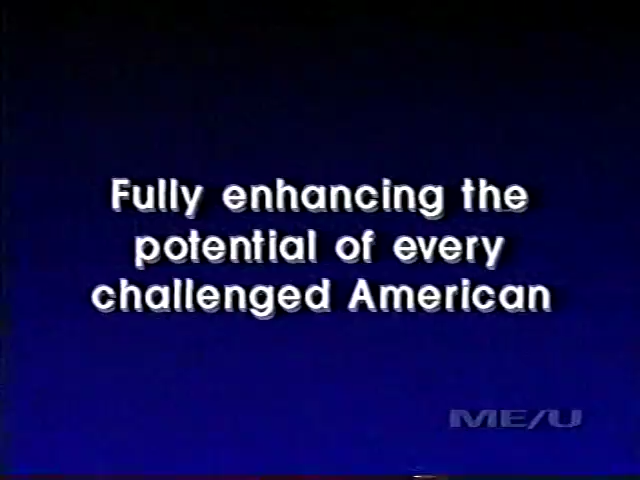 Fully enhancing the
potential of every
challenged American
ME/U